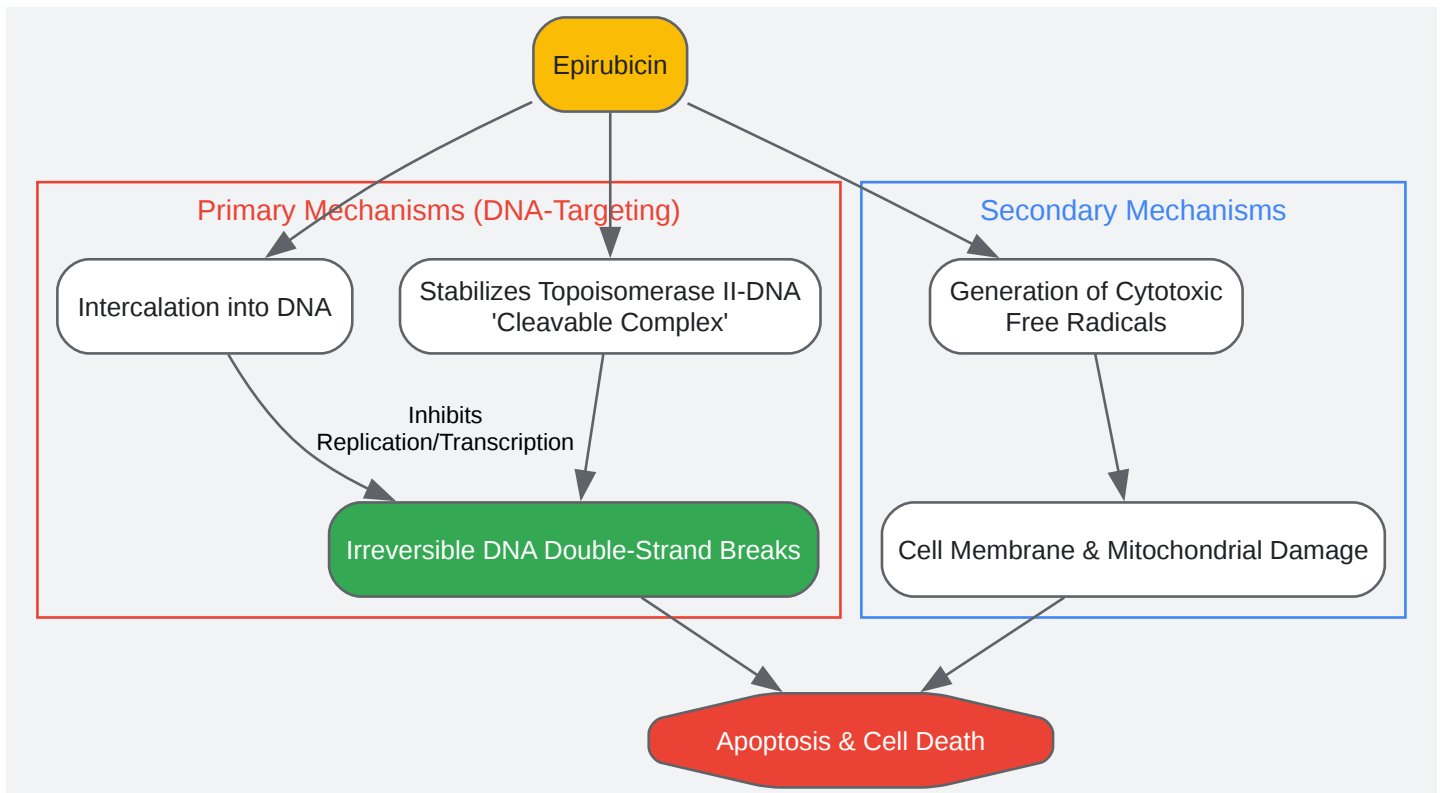 Epirubicin
Primary Mechanisms (DNA-Targeting)
Secondary Mechanisms
Intercalation into DNA
Stabilizes Topoisomerase II-DNA
'Cleavable Complex'
Generation of Cytotoxic
Free Radicals
Inhibits
Replication/Transcription
Irreversible DNA Double-Strand Breaks
Cell Membrane & Mitochondrial Damage
Apoptosis & Cell Death